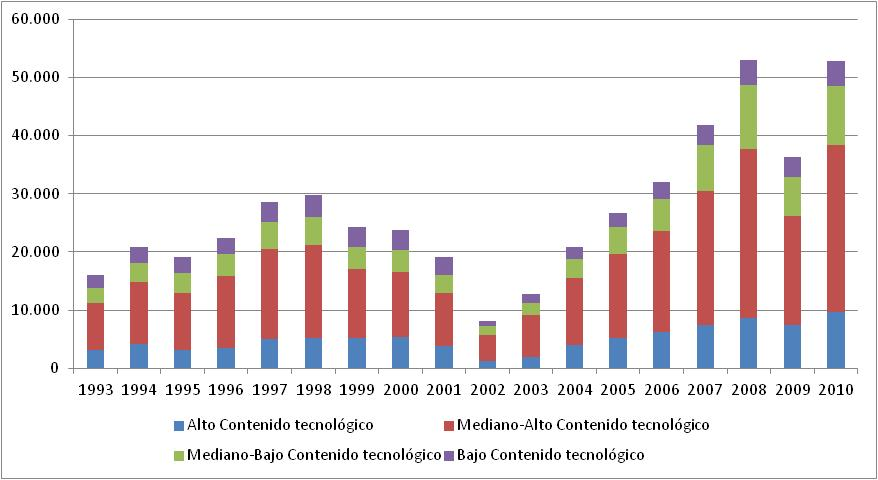 60.000
50.000
40.000
30.000
20.000
10.000
0
1993 1994 1995 1996 1997 1998 1999 2000 2001 2002 2003 2004 2005 2006 2007 2008 2009 2010
Alto Contenido tecnológico Mediano-Alto Contenido tecnológico
Mediano-Bajo Contenido tecnológico Bajo Contenido tecnológico